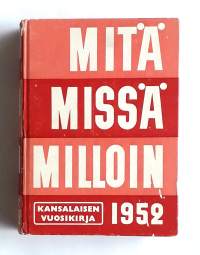 MITÄ
MISSÄ
MILLOIN
KANSALAISEN
VUOSIKIRJA
1952